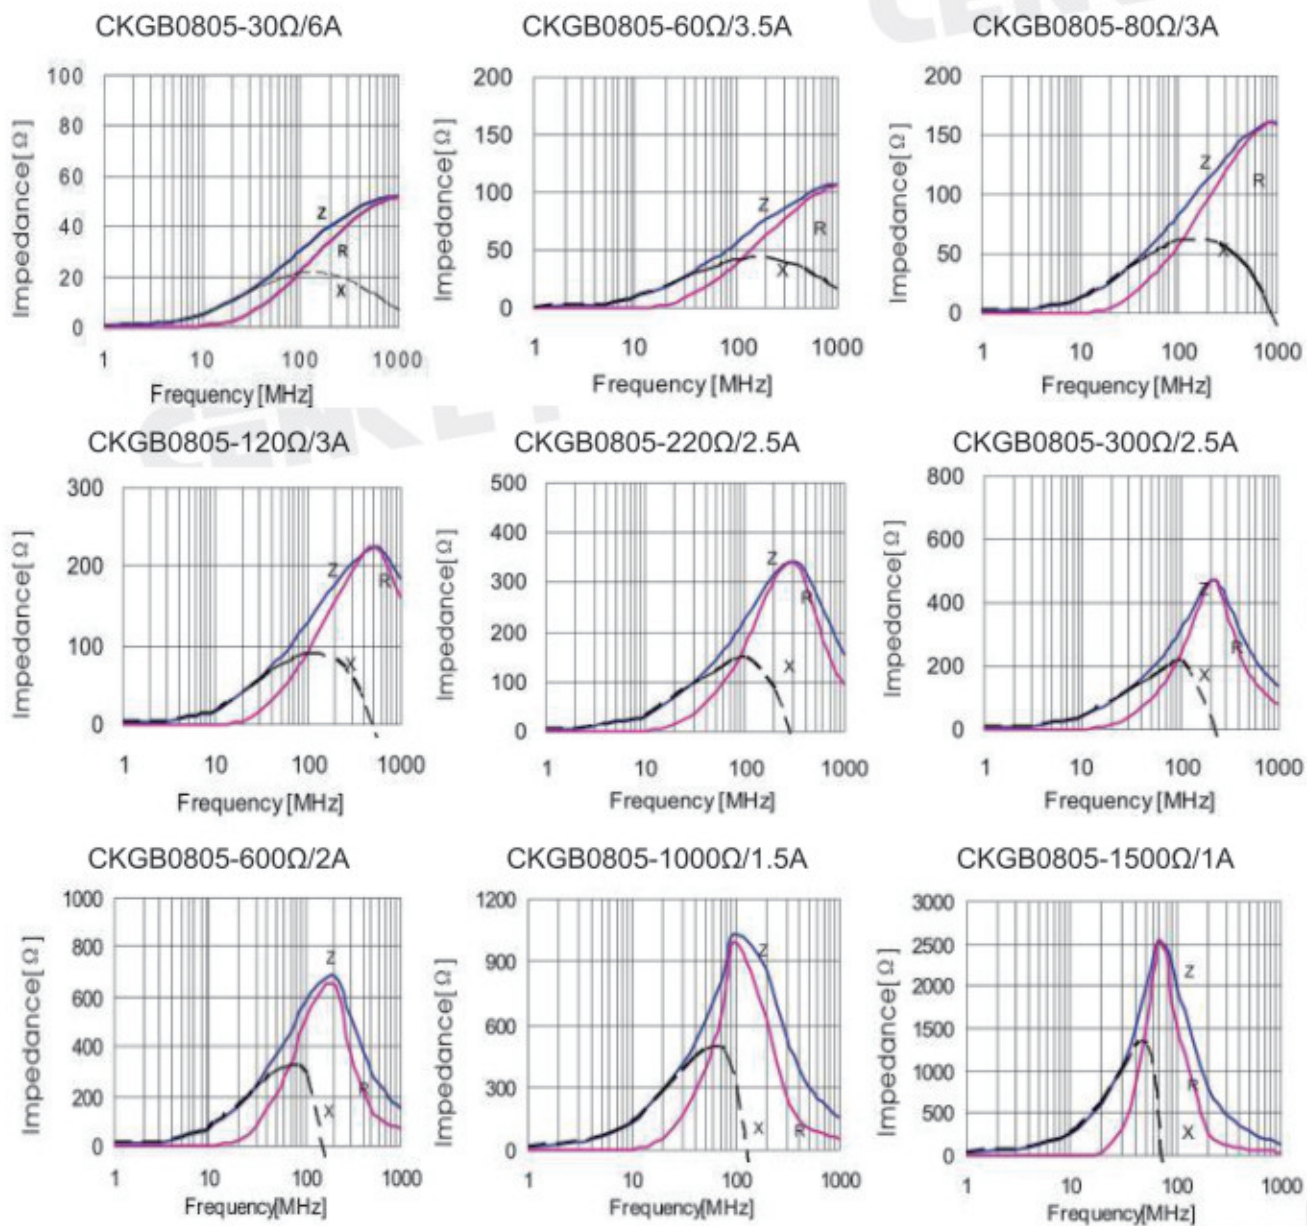 CKGB0805-30Ω/6A
CKGB0805-60Ω/3.5A
CKGB0805-80Ω/3A
Impedance[Ω]
100
80
60
40
20
0
Z
R
X
1 10 100 1000
Frequency[MHz]
Impedance[Ω]
200
150
100
50
0
Z
R
X
1 10 100 1000
Frequency[MHz]
Impedance[Ω]
200
150
100
50
0
Z
R
X
1 10 100 1000
Frequency[MHz]
CKGB0805-120Ω/3A
CKGB0805-220Ω/2.5A
CKGB0805-300Ω/2.5A
Impedance[Ω]
300
200
100
0
Z
R
X
1 10 100 1000
Frequency[MHz]
Impedance[Ω]
500
400
300
200
100
0
Z
R
X
1 10 100 1000
Frequency[MHz]
Impedance[Ω]
800
600
400
200
0
Z
R
X
1 10 100 1000
Frequency[MHz]
CKGB0805-600Ω/2A
CKGB0805-1000Ω/1.5A
CKGB0805-1500Ω/1A
Impedance[Ω]
1000
800
600
400
200
0
Z
R
X
1 10 100 1000
Frequency[MHz]
Impedance[Ω]
1200
900
600
300
0
Z
R
X
1 10 100 1000
Frequency[MHz]
Impedance[Ω]
3000
2500
2000
1500
1000
500
0
Z
R
X
1 10 100 1000
Frequency[MHz]